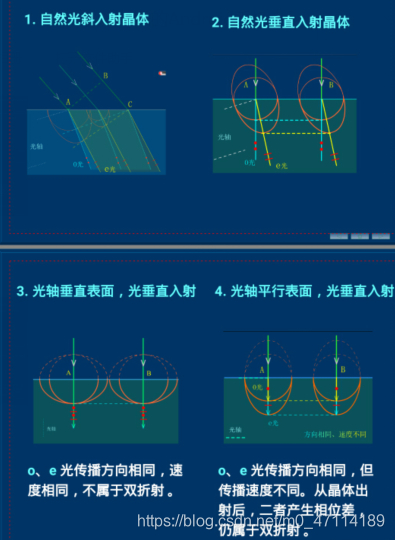 1. 自然光斜入射晶体
2. 自然光垂直入射晶体
B
A
C
光轴
o光
e光
A
B
光轴
o光
e光
3. 光轴垂直表面，光垂直入射
4. 光轴平行表面，光垂直入射
A
B
光轴
A
B
o光
e光
光轴
方向相同，速度不同
o、e 光传播方向相同，速
度相同，不属于双折射。
o、e 光传播方向相同，但
传播速度不同。从晶体出
射后，二者产生相位差，
仍属于双折射。
https://blog.csdn.net/m0_47114189